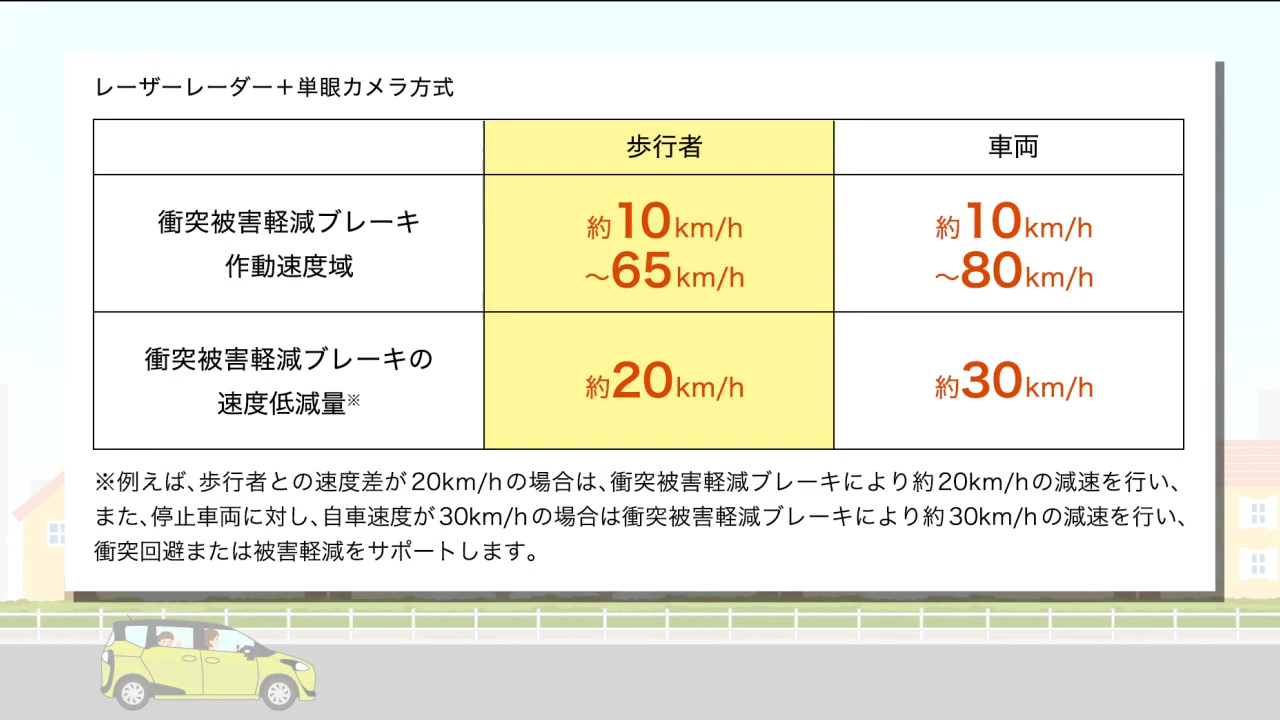 レーザーレーダー＋単眼カメラ方式
歩行者 車両
衝突被害軽減ブレーキ
作動速度域
約10km/h
～65km/h
約10km/h
～80km/h
衝突被害軽減ブレーキの
速度低減量※
約20km/h
約30km/h
※例えば、歩行者との速度差が20km/hの場合は、衝突被害軽減ブレーキにより約20kmの減速を行い、
また、停止車両に対し、自車速度が30km/hの場合は衝突被害軽減ブレーキにより約30km/hの減速を行い、
衝突回避または被害軽減をサポートします。